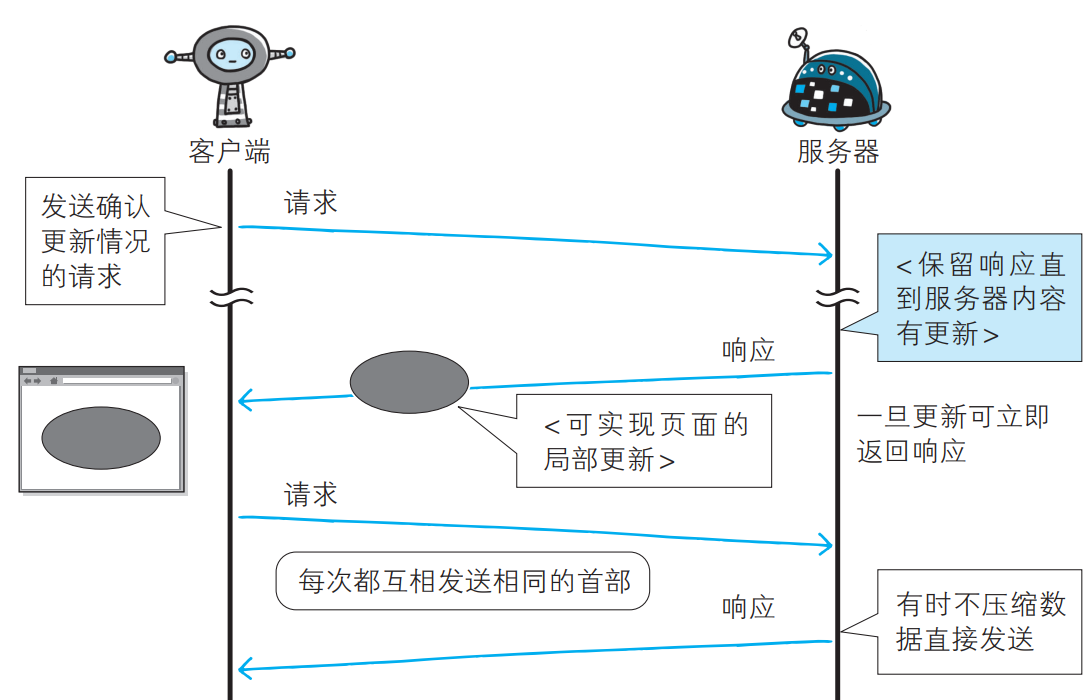 客户端
服务器
发送确认
更新情况
的请求
请求
<保留响应直
到服务器内容
有更新>
响应
<可实现页面的
局部更新>
一旦更新可立即
返回响应
请求
每次都互相发送相同的首部
响应
有时不压缩数
据直接发送